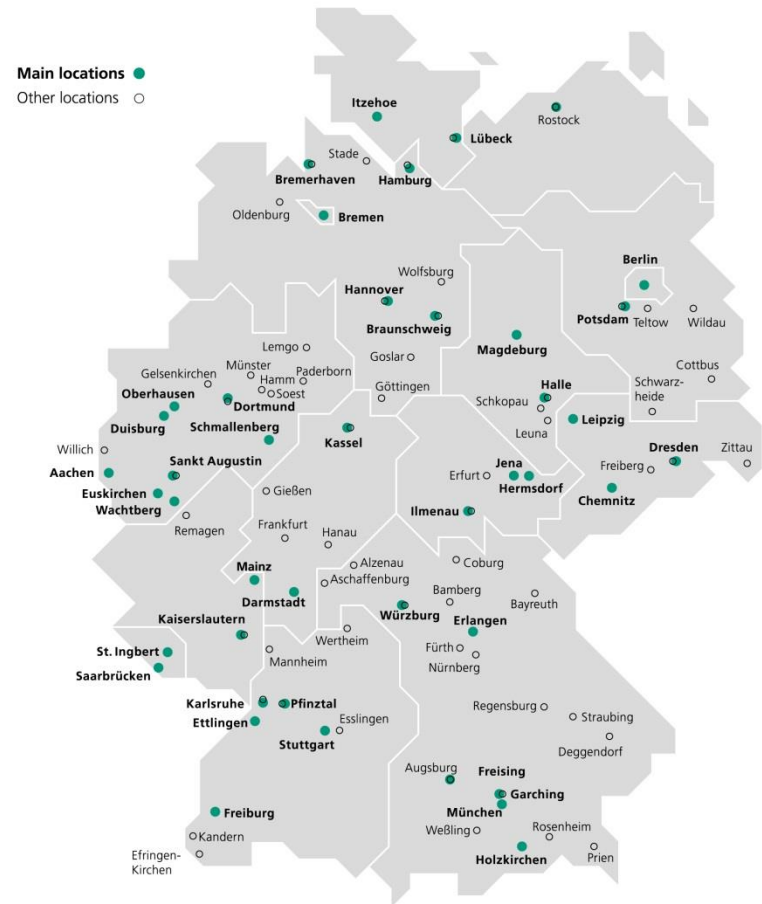 Main locations
Other locations
Itzehoe
Rostock
Lübeck
Stade
Bremerhaven
Hamburg
Oldenburg
Bremen
Berlin
Wolfsburg
Hannover
Potsdam
Teltow
Wildau
Braunschweig
Magdeburg
Lemgo
Goslar
Münster
Paderborn
Gelsenkirchen
Hamm
Cottbus
Oberhausen
Soest
Göttingen
Halle
Schwarz-
heide
Dortmund
Schkopau
Duisburg
Leipzig
Schmallenberg
Kassel
Leuna
Willich
Dresden
Zittau
Sankt Augustin
Jena
Freiberg
Aachen
Erfurt
Hermsdorf
Euskirchen
Gießen
Chemnitz
Wachtberg
Ilmenau
Remagen
Frankfurt
Hanau
Alzenau
Coburg
Mainz
Aschaffenburg
Bamberg
Darmstadt
Bayreuth
Würzburg
Kaiserslautern
Erlangen
Wertheim
Fürth
St. Ingbert
Mannheim
Nürnberg
Saarbrücken
Karlsruhe
Pfinztal
Regensburg
Ettlingen
Esslingen
Straubing
Stuttgart
Deggendorf
Augsburg
Freising
Garching
Freiburg
München
Weßling
Rosenheim
Kandern
Efringen-
Kirchen
Holzkirchen
Prien